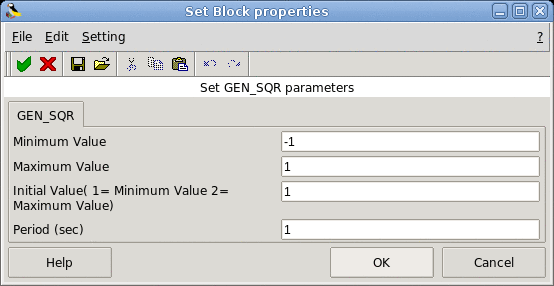 Set Block properties
File Edit Setting ?
Set GEN_SQR parameters
GEN_SQR
Minimum Value -1
Maximum Value 1
Initial Value( 1= Minimum Value 2= 1
Maximum Value)
Period (sec) 1
Help OK Cancel